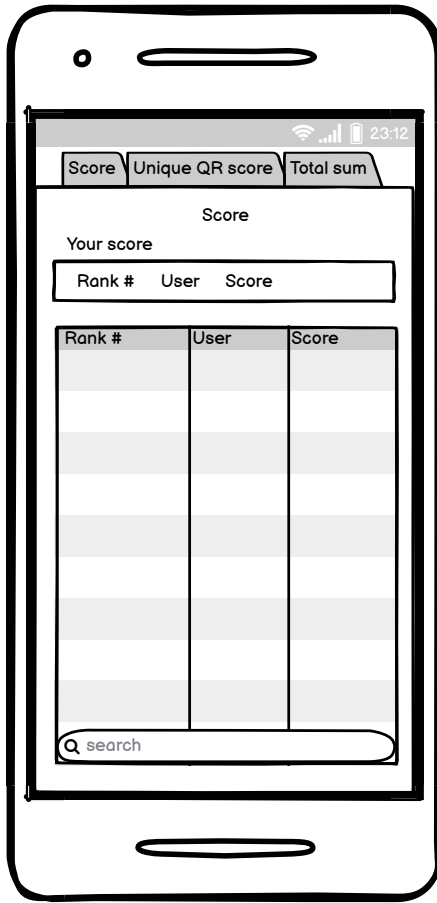 23:12
Score Unique QR score Total sum
Score
Your score
Rank # User Score
Rank # User Score
search